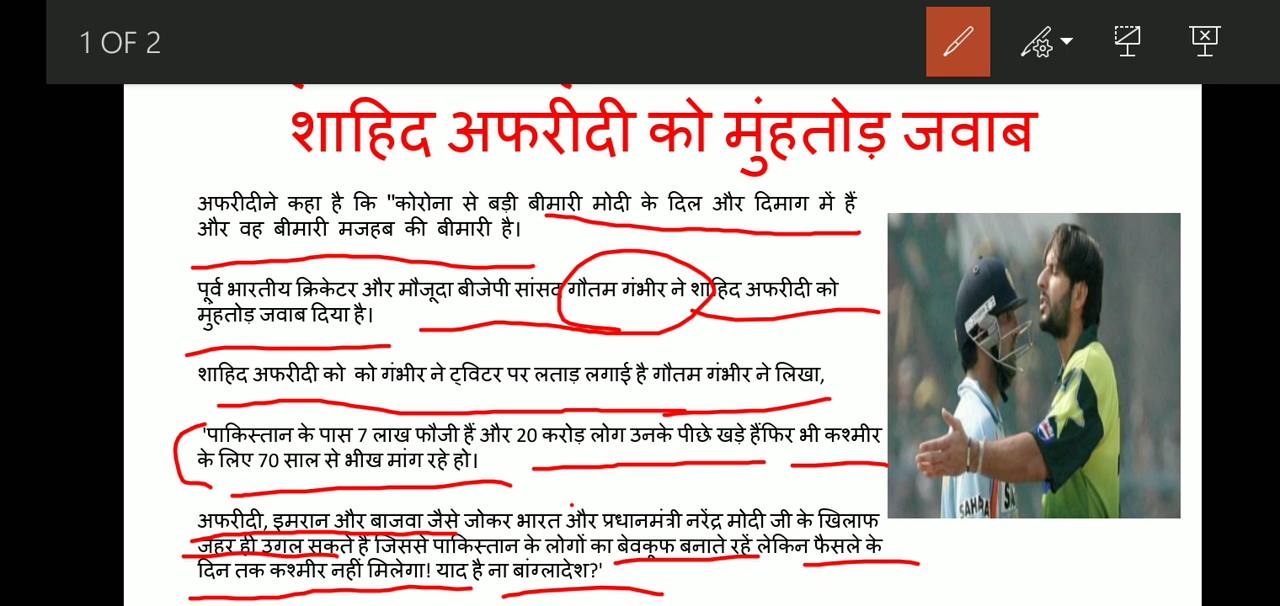 1 OF 2
शाहिद अफरीदी को मुंहतोड़ जवाब
अफरीदीने कहा है कि "कोरोना से बड़ी बीमारी मोदी के दिल और दिमाग में हैं
और वह बीमारी मजहब की बीमारी है।
पूर्व भारतीय क्रिकेटर और मौजूदा बीजेपी सांसद गौतम गंभीर ने शाहिद अफरीदी को
मुंहतोड़ जवाब दिया है।
शाहिद अफरीदी को को गंभीर ने ट्विटर पर लताड़ लगाई है गौतम गंभीर ने लिखा,
'पाकिस्तान के पास 7 लाख फौजी हैं और 20 करोड़ लोग उनके पीछे खड़े हैंफिर भी कश्मीर
के लिए 70 साल से भीख मांग रहे हो।
अफरीदी, इमरान और बाजवा जैसे जोकर भारत और प्रधानमंत्री नरेंद्र मोदी जी के खिलाफ
जहर ही उगल सकते हैं जिससे पाकिस्तान के लोगों का बेवकूफ बनाते रहें लेकिन फैसले के
दिन तक कश्मीर नहीं मिलेगा! याद है ना बांग्लादेश?'
SAHARA